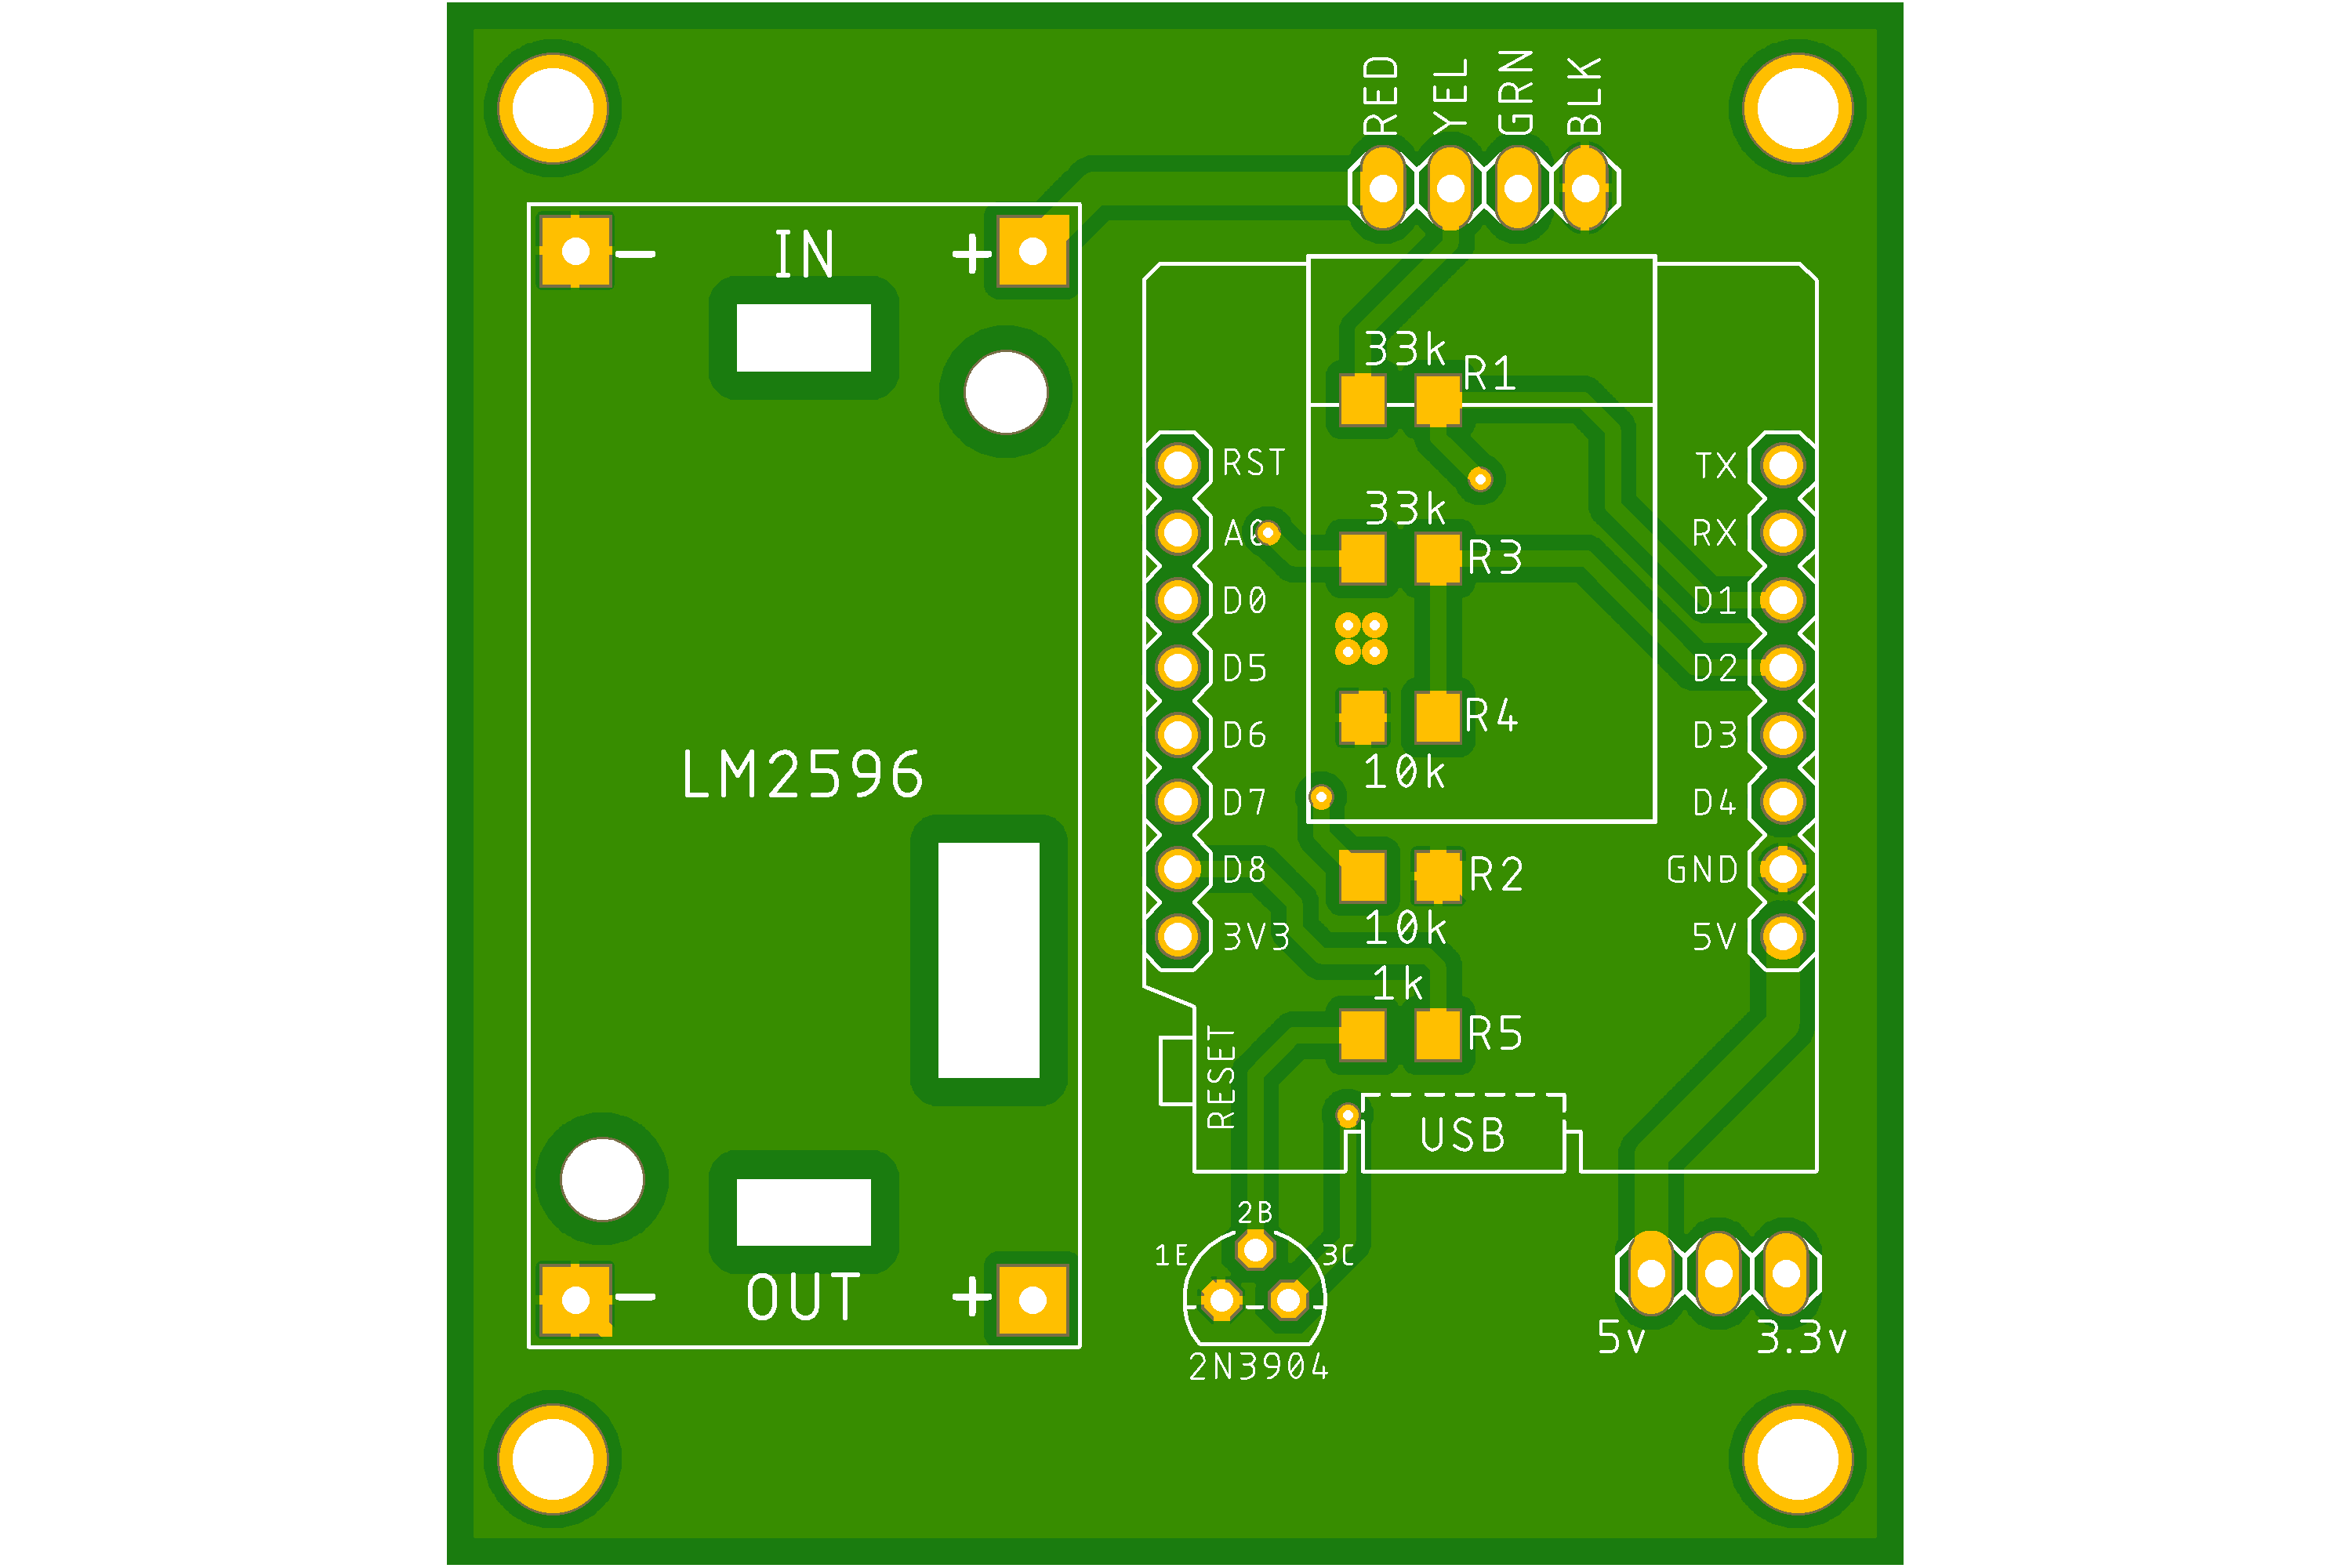 RED
YEL
GRN
BLK
- IN +
33k
R1
RST
TX
33k
A0
RX
R3
D0
D1
D5
D2
D6
R4
D3
LM2596
10k
D7
D4
D8
R2
GND
3V3
10k
5V
1k
R5
RESET
USB
2B
1E
3C
- OUT +
5v
3.3v
2N3904